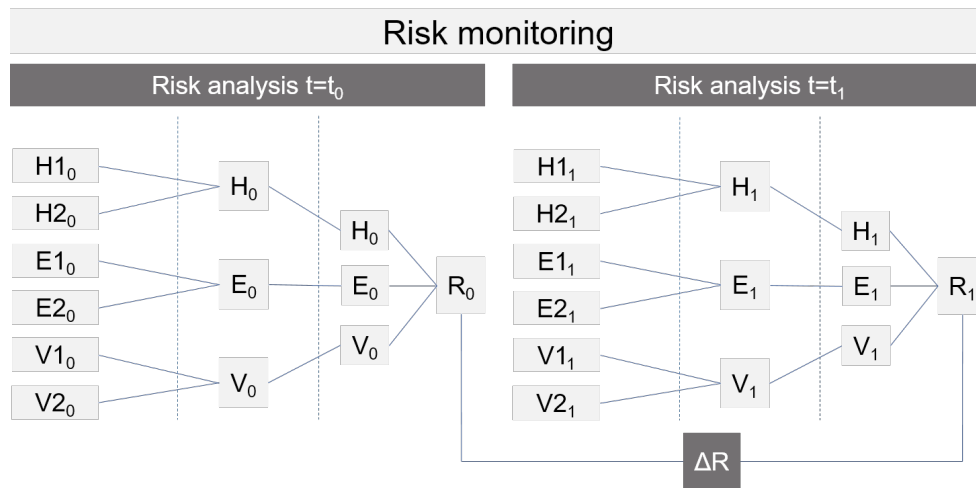 Risk monitoring
Risk analysis t=t₀
Risk analysis t=t₁
H1₀
H2₀
E1₀
E2₀
V1₀
V2₀
H₀
E₀
V₀
H₀
E₀
V₀
R₀
H1₁
H2₁
E1₁
E2₁
V1₁
V2₁
H₁
E₁
V₁
H₁
E₁
V₁
R₁
ΔR